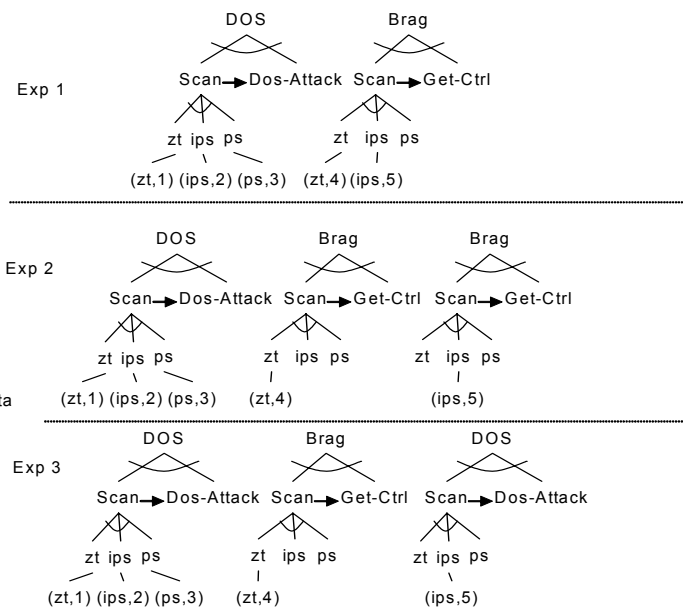 DOS Brag
Exp 1
Scan Dos-Attack Scan Get-Ctrl
zt ips ps zt ips ps
(zt,1) (ips,2) (ps,3) (zt,4) (ips,5)
DOS Brag Brag
Exp 2
Scan Dos-Attack Scan Get-Ctrl Scan Get-Ctrl
zt ips ps zt ips ps zt ips ps
ta (zt,1) (ips,2) (ps,3) (zt,4) (ips,5)
DOS Brag DOS
Exp 3
Scan Dos-Attack Scan Get-Ctrl Scan Dos-Attack
zt ips ps zt ips ps zt ips ps
(zt,1) (ips,2) (ps,3) (zt,4) (ips,5)